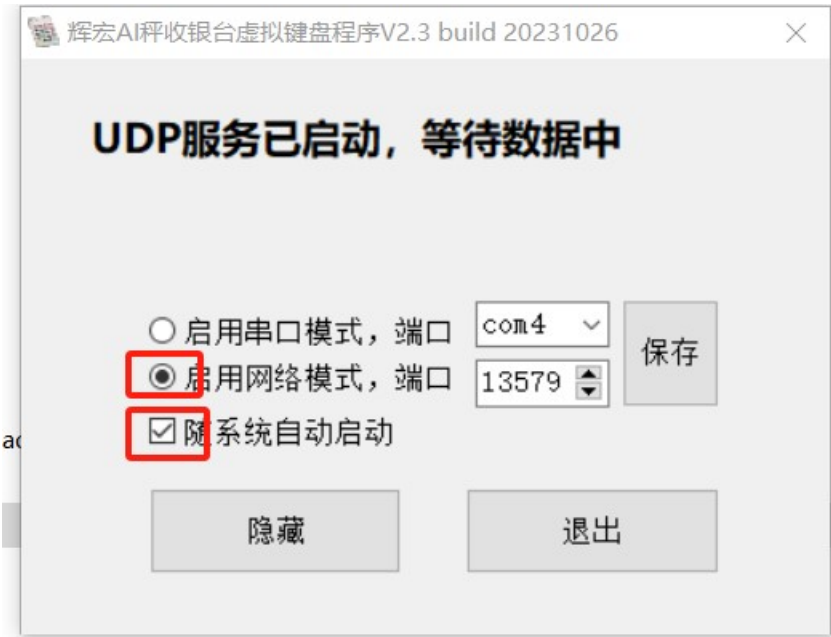 辉宏AI秤收银台虚拟键盘程序V2.3 build 20231026
UDP服务已启动，等待数据中
启用串口模式，端口 com4
保存
启用网络模式，端口 13579
随系统自动启动
隐藏 退出